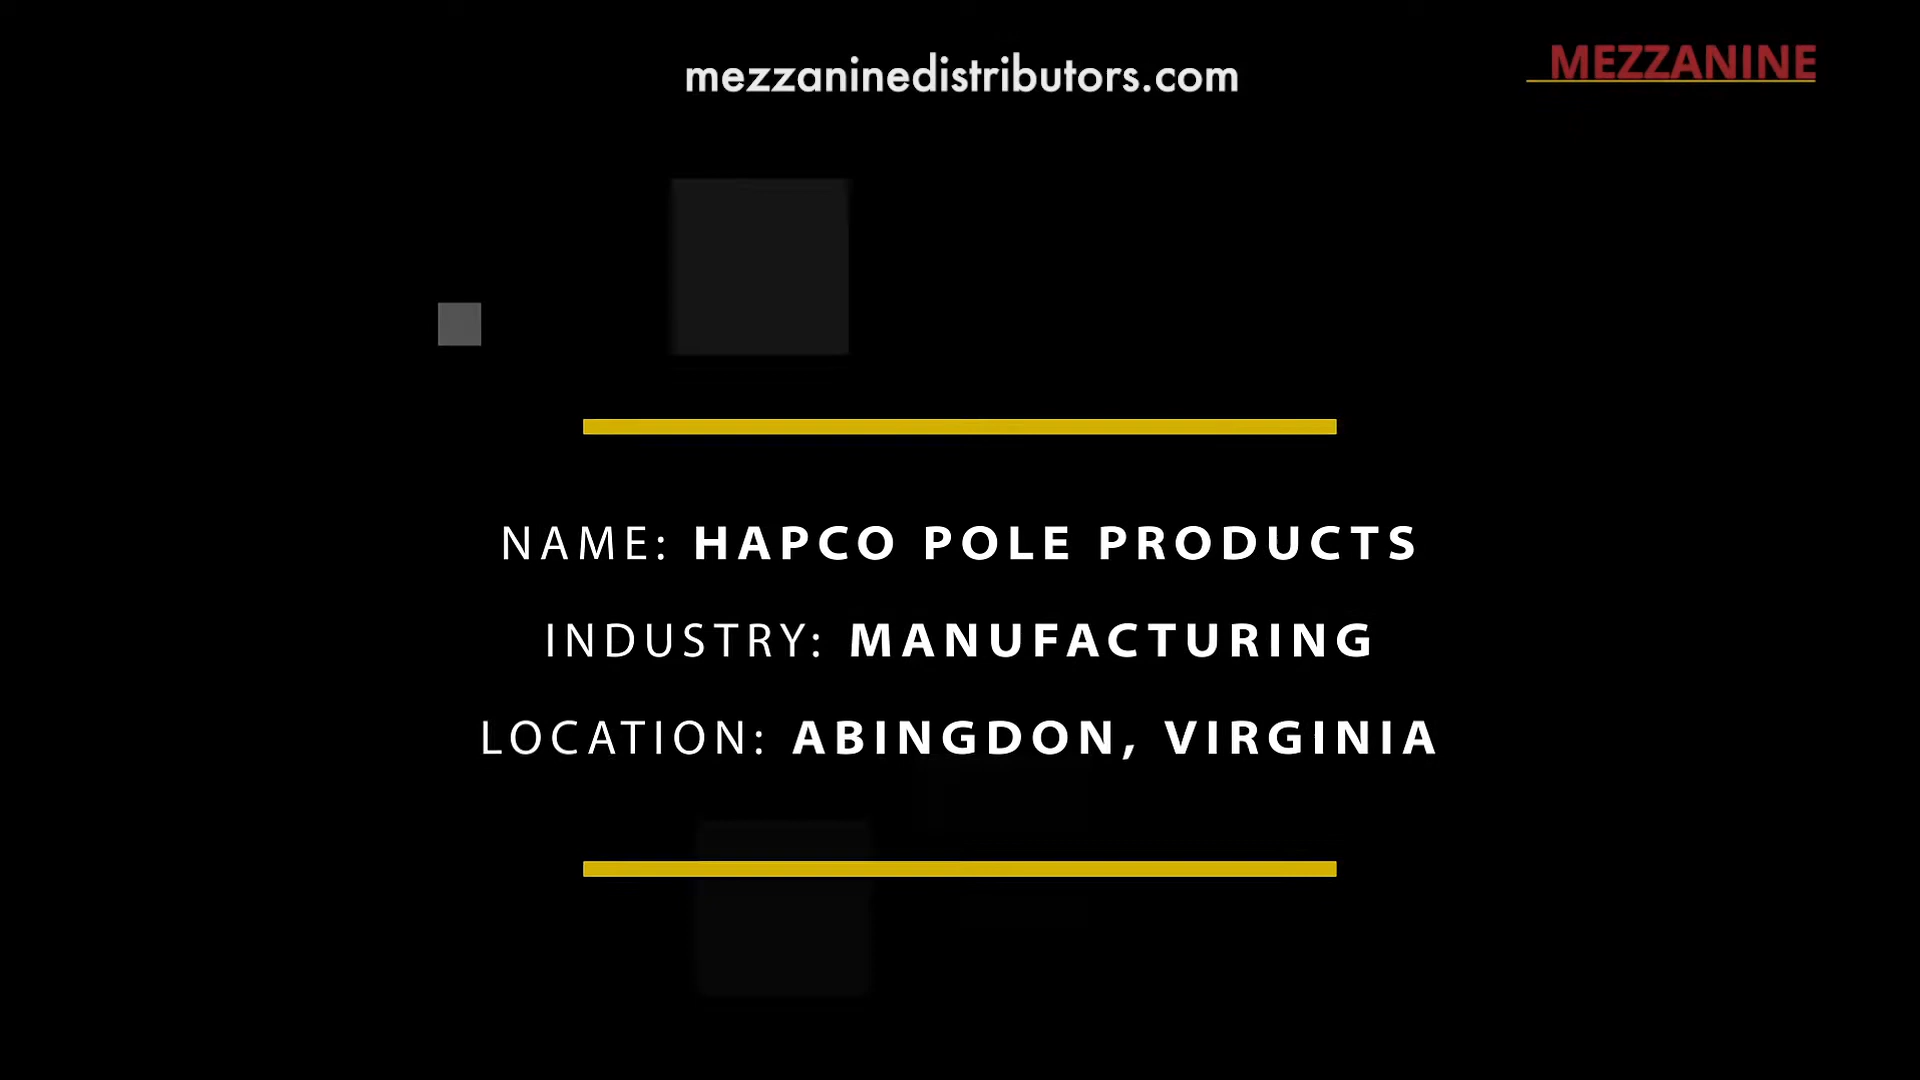 mezzaninedistributors.com
MEZZANINE
NAME: HAPCO POLE PRODUCTS
INDUSTRY: MANUFACTURING
LOCATION: ABINGDON, VIRGINIA